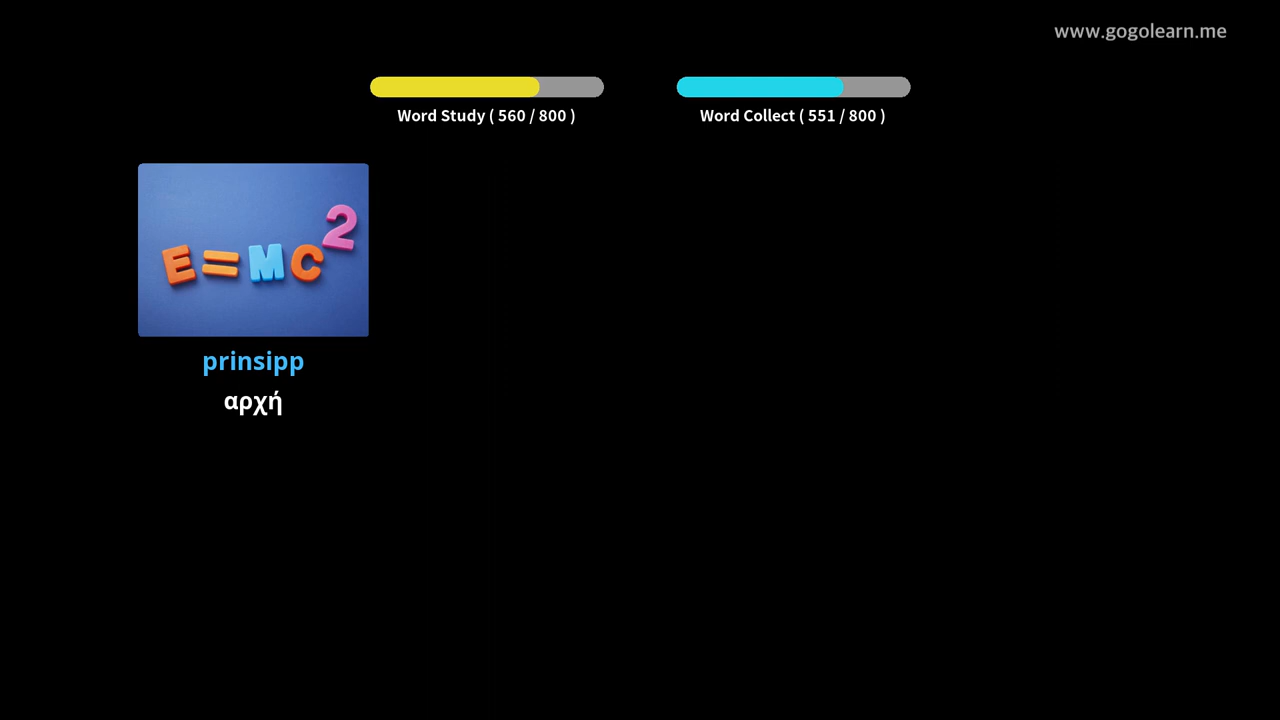 www.gogolearn.me
Word Study ( 560 / 800 )
Word Collect ( 551 / 800 )
E=MC2
prinsipp
αρχή